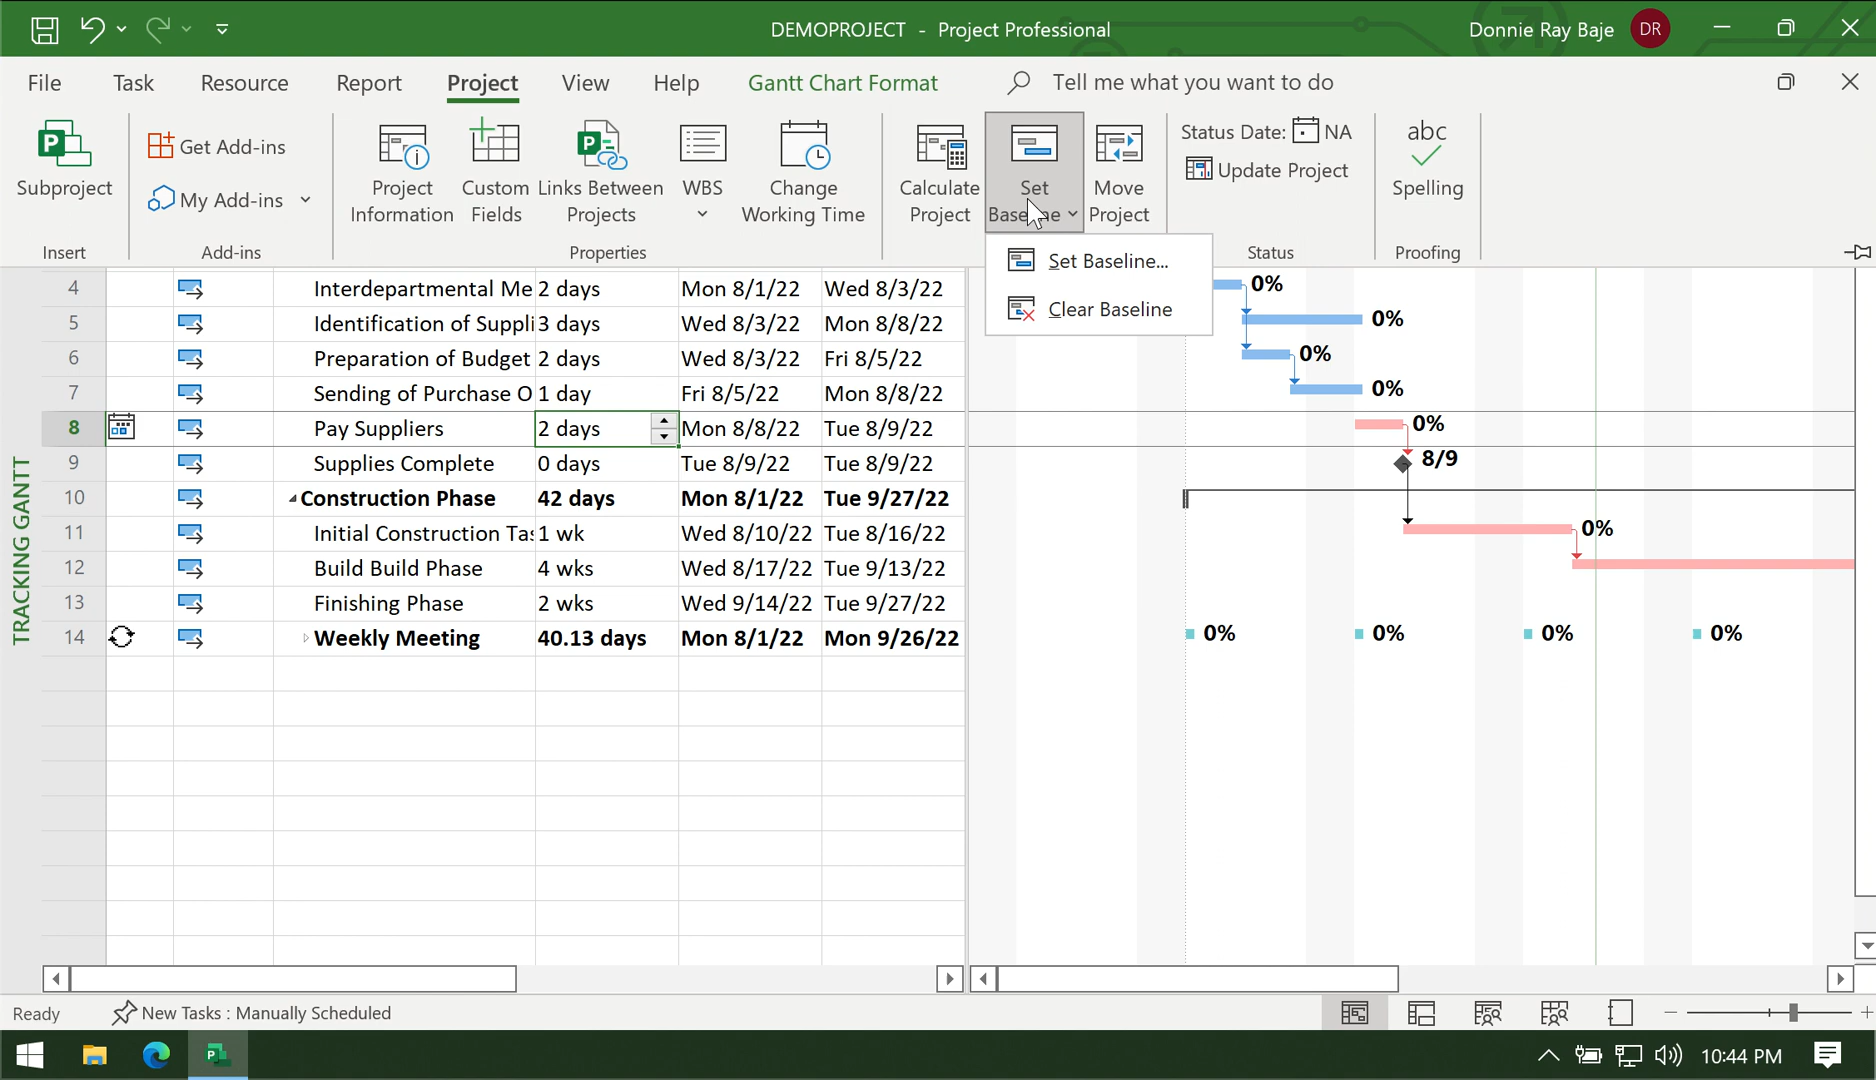 DEMOPROJECT - Project Professional
Donnie Ray Baje DR
File Task Resource Report Project View Help Gantt Chart Format Tell me what you want to do
Subproject
Get Add-ins
My Add-ins
Project Information
Custom Fields
Links Between Projects
WBS
Change Working Time
Calculate Project
Set Baseline
Move Project
Status Date: NA
Update Project
abc
Spelling
Insert Add-ins Properties Status Proofing
Set Baseline...
Clear Baseline
4 Interdepartmental Me 2 days Mon 8/1/22 Wed 8/3/22 0%
5 Identification of Suppli 3 days Wed 8/3/22 Mon 8/8/22 0%
6 Preparation of Budget 2 days Wed 8/3/22 Fri 8/5/22 0%
7 Sending of Purchase O 1 day Fri 8/5/22 Mon 8/8/22 0%
8 Pay Suppliers 2 days Mon 8/8/22 Tue 8/9/22 0%
9 Supplies Complete 0 days Tue 8/9/22 Tue 8/9/22 8/9
10 Construction Phase 42 days Mon 8/1/22 Tue 9/27/22
11 Initial Construction Tas 1 wk Wed 8/10/22 Tue 8/16/22 0%
12 Build Build Phase 4 wks Wed 8/17/22 Tue 9/13/22
13 Finishing Phase 2 wks Wed 9/14/22 Tue 9/27/22
14 Weekly Meeting 40.13 days Mon 8/1/22 Mon 9/26/22 0% 0% 0% 0%
TRACKING GANTT
Ready New Tasks : Manually Scheduled
10:44 PM